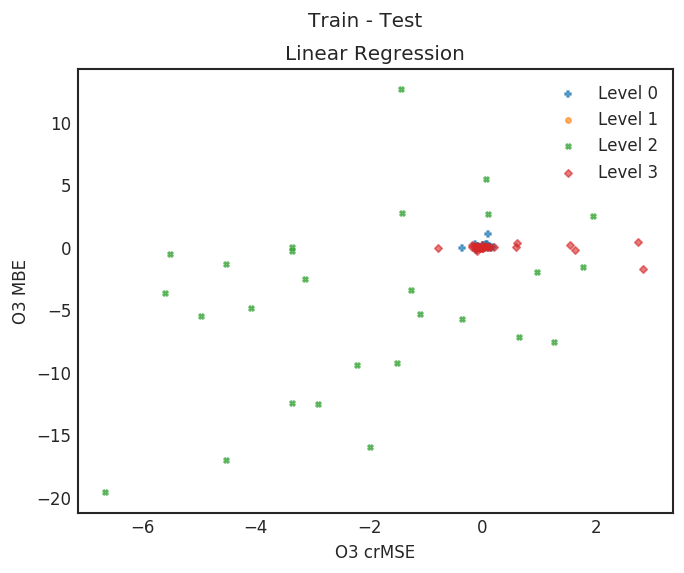 Train - Test
Linear Regression
Level 0
Level 1
Level 2
Level 3
10
5
0
−5
−10
−15
−20
O3 MBE
−6
−4
−2
0
2
O3 crMSE